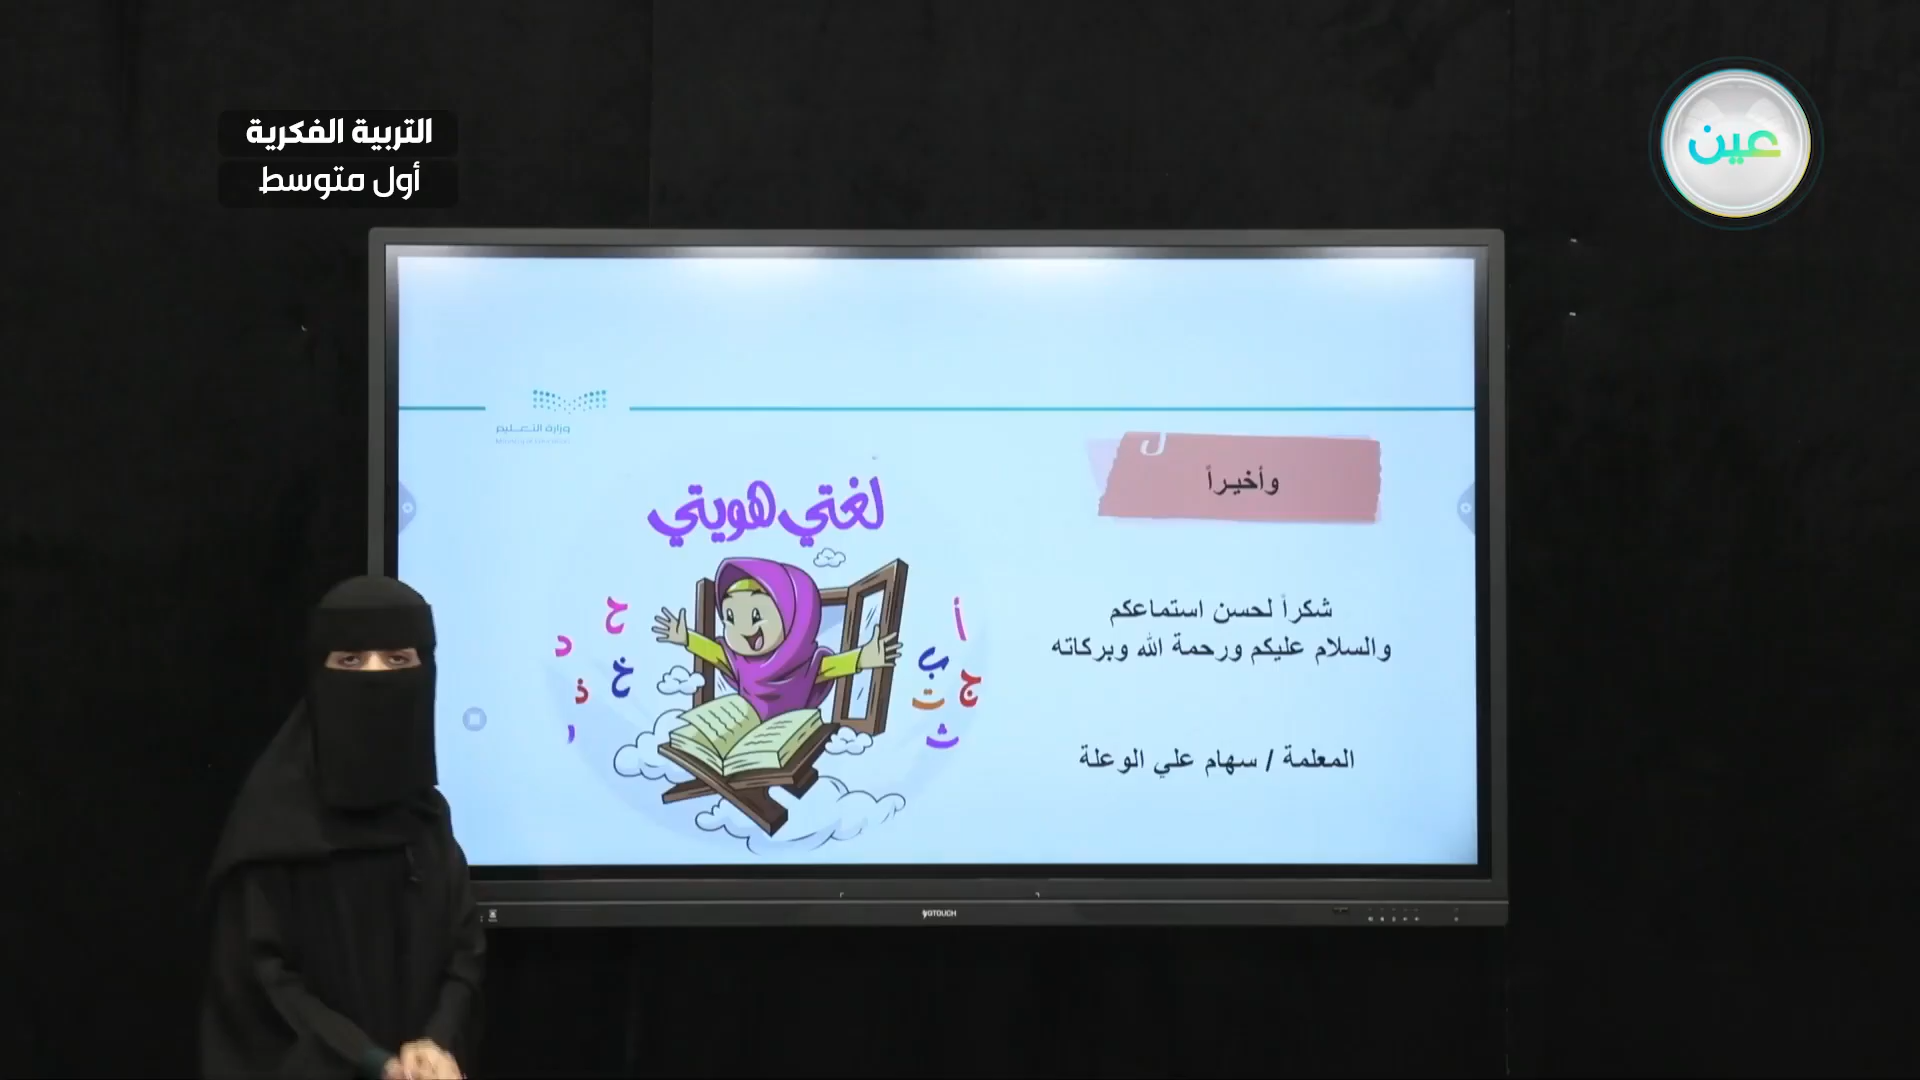 التربية الفكرية
أول متوسط
عين
وزارة التعليم
ل
وأخيراً
لغتي هويتي
شكراً لحسن استماعكم
والسلام عليكم ورحمة الله وبركاته
المعلمة / سهام علي الوعلة
أ
ب
ت
ث
ج
ح
خ
د
ذ
ر